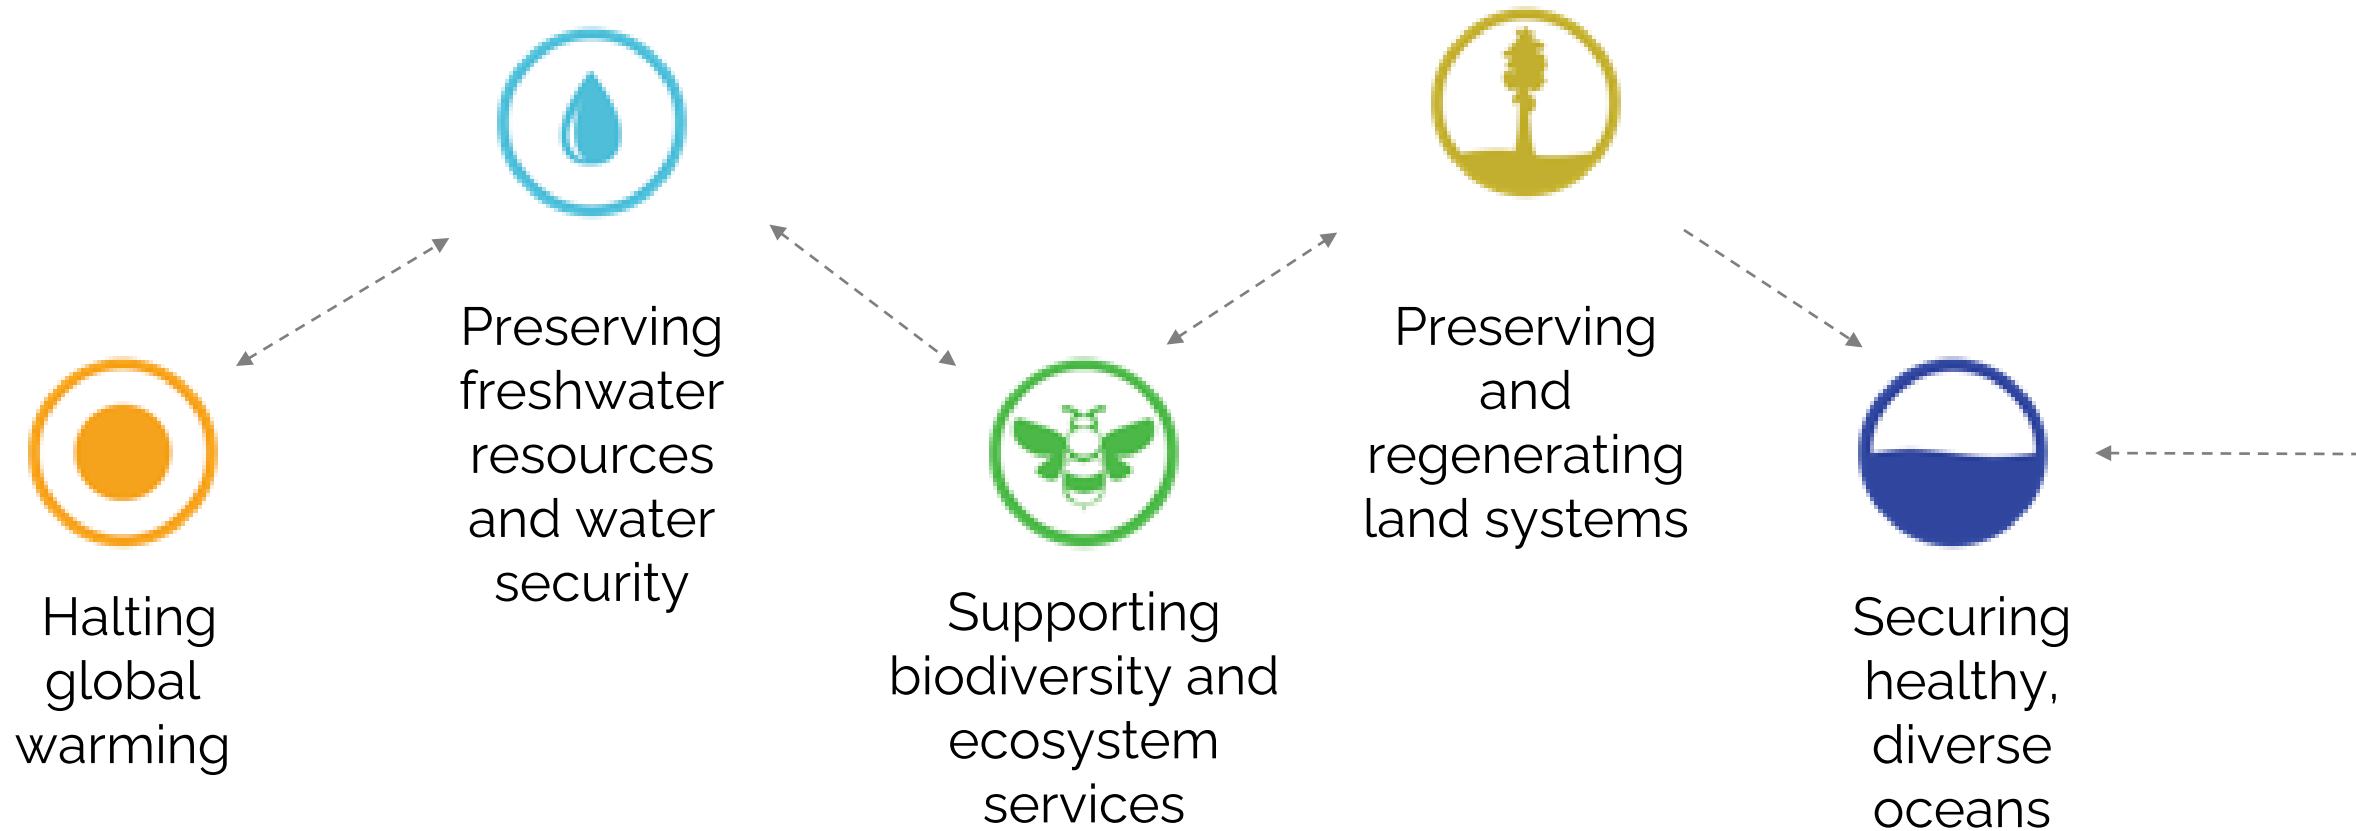 Halting
global
warming
Preserving
freshwater
resources
and water
security
Supporting
biodiversity and
ecosystem
services
Preserving
and
regenerating
land systems
Securing
healthy,
diverse
oceans